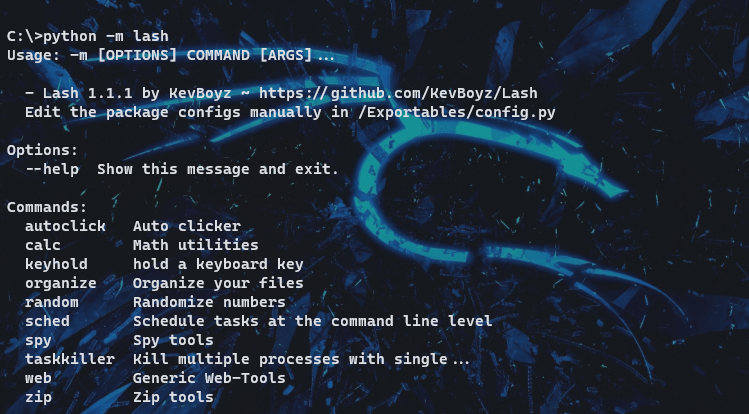 C:\>python -m lash
Usage: -m [OPTIONS] COMMAND [ARGS]...
- Lash 1.1.1 by KevBoyz ~ https://github.com/KevBoyz/Lash
Edit the package configs manually in /Exportables/config.py
Options:
--help  Show this message and exit.
Commands:
autoclick   Auto clicker
calc        Math utilities
keyhold     hold a keyboard key
organize    Organize your files
random      Randomize numbers
sched       Schedule tasks at the command line level
spy         Spy tools
taskkiller  Kill multiple processes with single...
web         Generic Web-Tools
zip         Zip tools